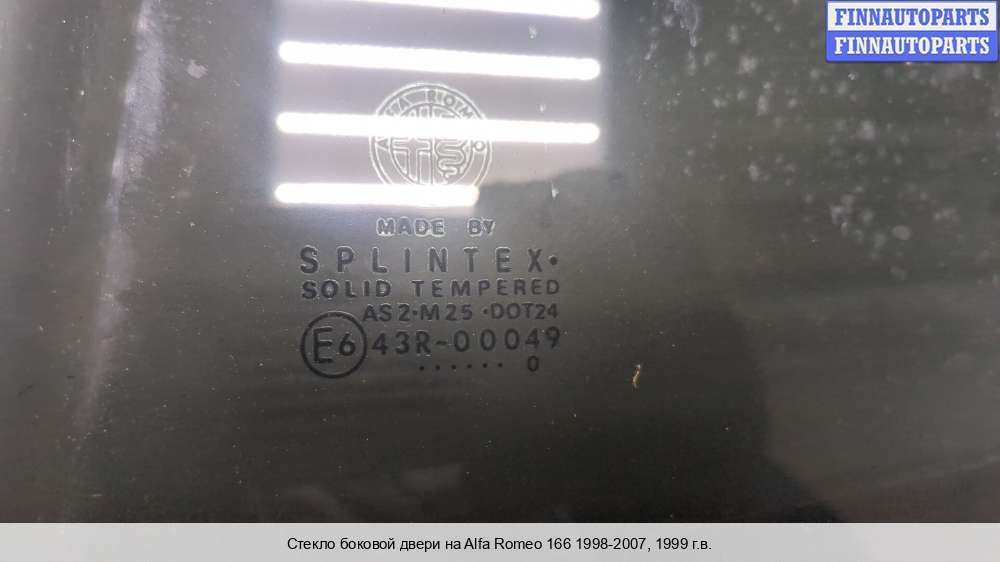 FINNAUTOPARTS
FINNAUTOPARTS
MADE BY
SPLINTEX•
SOLID TEMPERED
AS2•M25 •DOT24
E6 43R-00049
...... 0
Стекло боковой двери на Alfa Romeo 166 1998-2007, 1999 г.в.